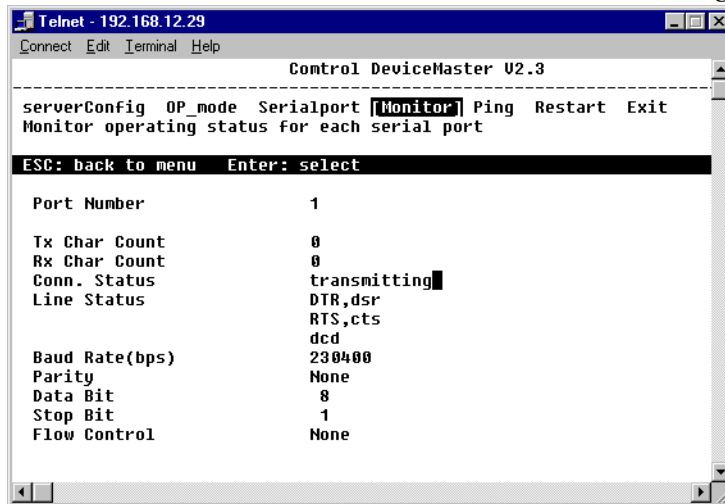 Telnet - 192.168.12.29
Connect Edit Terminal Help
Comtrol DeviceMaster V2.3
serverConfig OP_mode Serialport [Monitor] Ping Restart Exit
Monitor operating status for each serial port
ESC: back to menu Enter: select
Port Number 1
Tx Char Count 0
Rx Char Count 0
Conn. Status transmitting
Line Status DTR,dsr
RTS,cts
dcd
Baud Rate(bps) 230400
Parity None
Data Bit 8
Stop Bit 1
Flow Control None